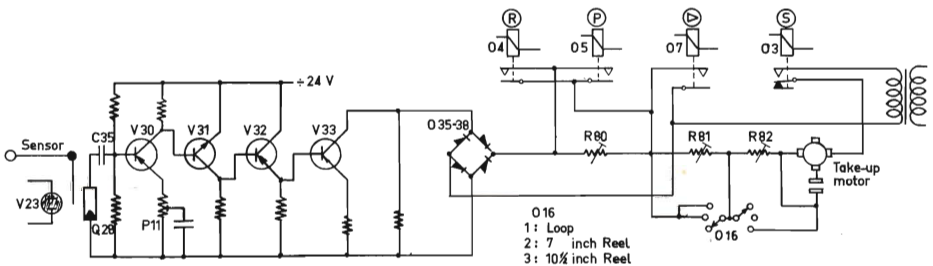 R P S
O4 O5 O7 O3
÷24 V
Sensor
C35 V30 V31 V32 V33 O35-38
R80 R81 R82
Take-up
motor
V23
Q28 P11
O16
O16
1: Loop
2: 7 inch Reel
3: 10½ inch Reel